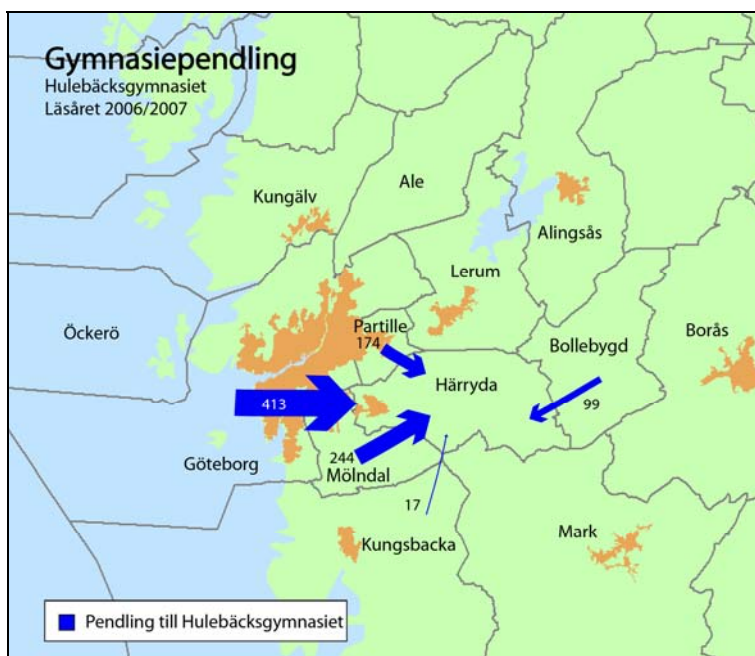 Gymnasiependling
Hulebäcksgymnasiet
Läsåret 2006/2007
Ale
Kungälv
Alingsås
Lerum
Öckerö
Partille
174
Bollebygd
Borås
Härryda
413
99
244
Göteborg
Mölndal
17
Mark
Kungsbacka
Pendling till Hulebäcksgymnasiet